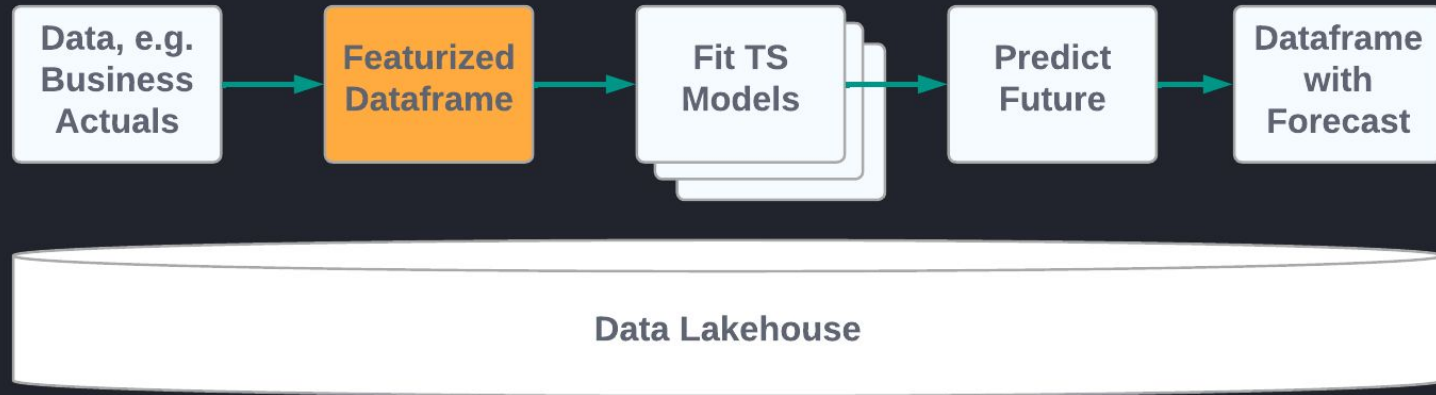 Data, e.g.
Business
Actuals
Featurized
Dataframe
Fit TS
Models
Predict
Future
Dataframe
with
Forecast
Data Lakehouse